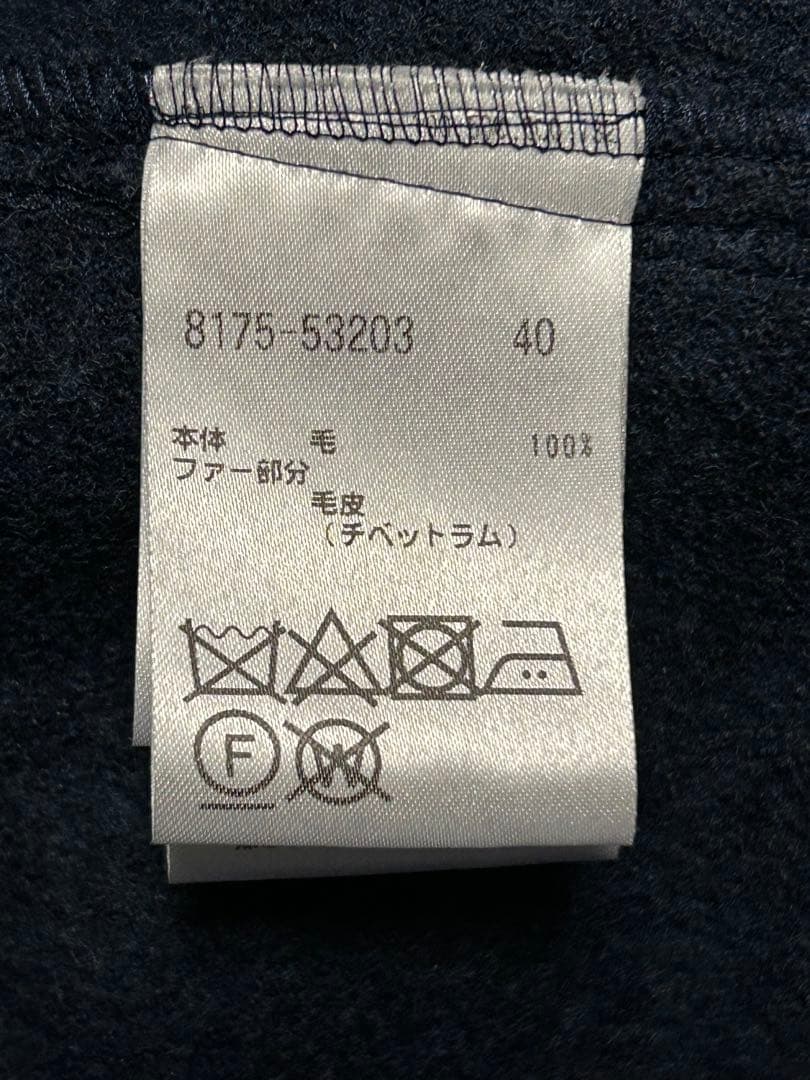 8175-53203 40
本体 毛 100%
ファー部分
毛皮
(チベットラム)
F
W